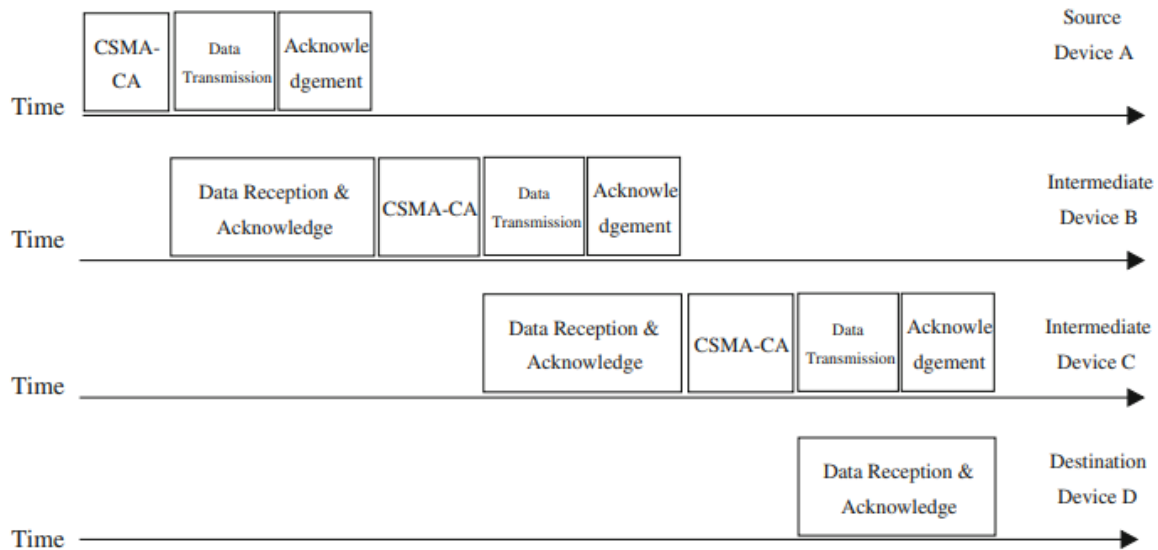 CSMA-
CA
Data
Transmission
Acknowle
dgement
Source
Device A
Time
Data Reception &
Acknowledge
CSMA-CA
Data
Transmission
Acknowle
dgement
Intermediate
Device B
Time
Data Reception &
Acknowledge
CSMA-CA
Data
Transmission
Acknowle
dgement
Intermediate
Device C
Time
Data Reception &
Acknowledge
Destination
Device D
Time